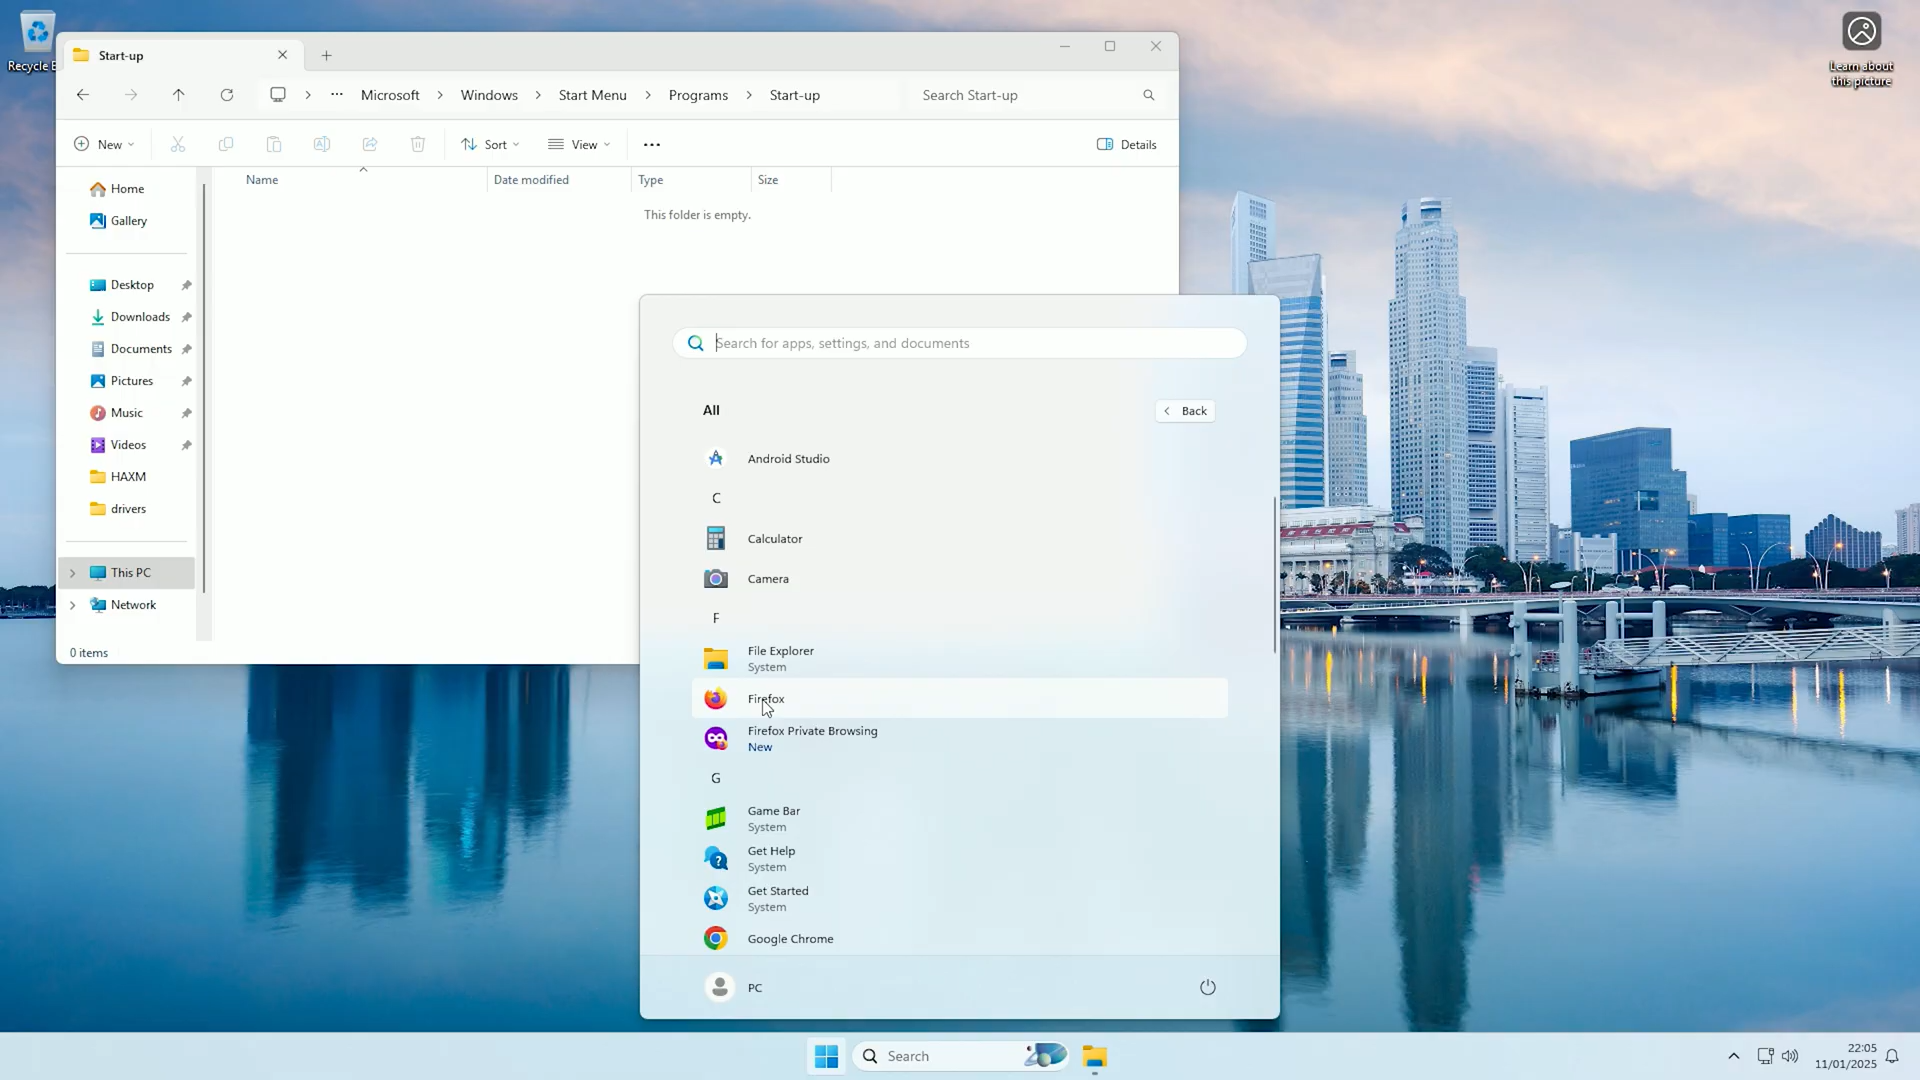 Recycle B
Learn about
this picture
Start-up
Microsoft
Windows
Start Menu
Programs
Start-up
Search Start-up
New
Sort
View
Details
Name
Date modified
Type
Size
This folder is empty.
Home
Gallery
Desktop
Downloads
Documents
Pictures
Music
Videos
HAXM
drivers
This PC
Network
0 items
Search for apps, settings, and documents
All
Back
Android Studio
C
Calculator
Camera
F
File Explorer
System
Firefox
Firefox Private Browsing
New
G
Game Bar
System
Get Help
System
Get Started
System
Google Chrome
PC
Search
22:05
11/01/2025